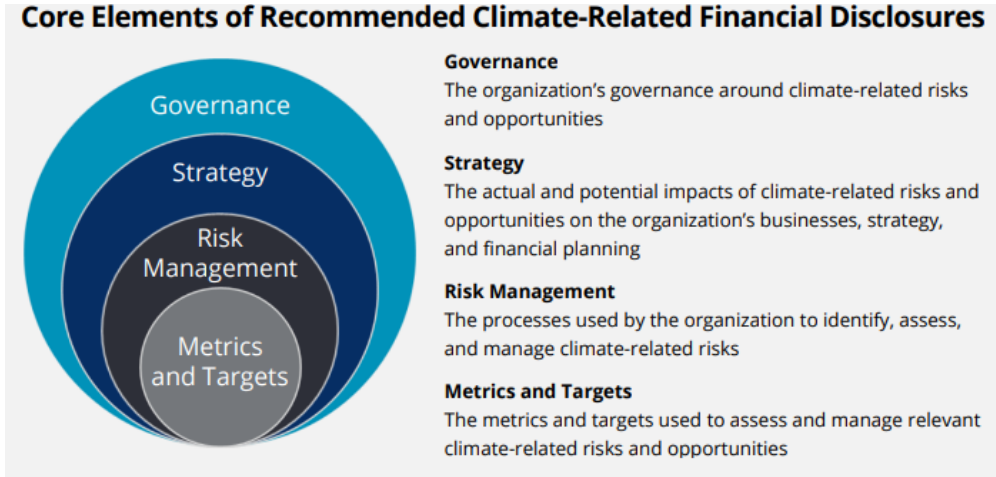 Core Elements of Recommended Climate-Related Financial Disclosures
Governance
Strategy
Risk
Management
Metrics
and Targets
Governance
The organization’s governance around climate-related risks
and opportunities
Strategy
The actual and potential impacts of climate-related risks and
opportunities on the organization’s businesses, strategy,
and financial planning
Risk Management
The processes used by the organization to identify, assess,
and manage climate-related risks
Metrics and Targets
The metrics and targets used to assess and manage relevant
climate-related risks and opportunities